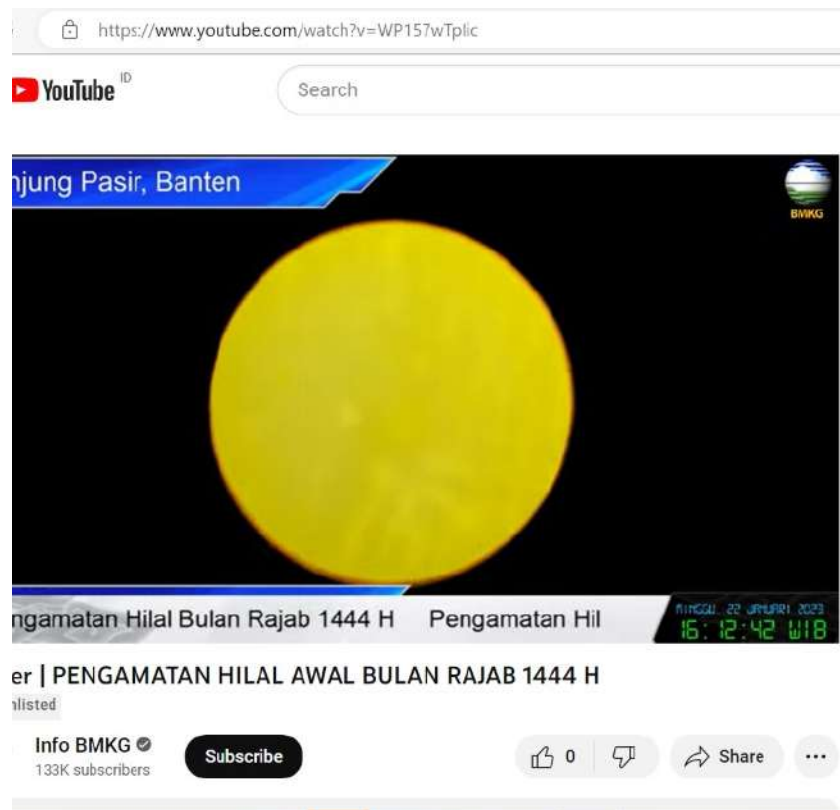 https://www.youtube.com/watch?v=WP157wTplic
YouTube ID
Search
njung Pasir, Banten
BMKG
ngamatan Hilal Bulan Rajab 1444 H Pengamatan Hil
MINGGU, 22 JANUARI 2023
16:12:42 WIB
er | PENGAMATAN HILAL AWAL BULAN RAJAB 1444 H
nlisted
Info BMKG
133K subscribers
Subscribe
0
Share